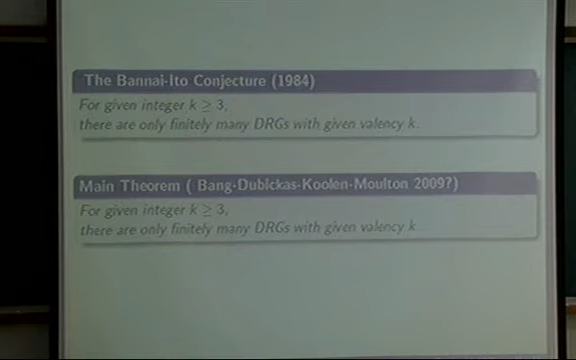 The Bannai-Ito Conjecture (1984)
For given integer k ≥ 3,
there are only finitely many DRGs with given valency k.
Main Theorem ( Bang-Dubickas-Koolen-Moulton 2009?)
For given integer k ≥ 3,
there are only finitely many DRGs with given valency k